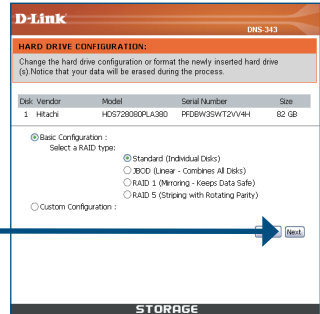 D-Link
DNS-343
HARD DRIVE CONFIGURATION:
Change the hard drive configuration or format the newly inserted hard drive
(s).Notice that your data will be erased during the process.
Disk Vendor Model Serial Number Size
1 Hitachi HDS728080PLA380 PFDBW3SWT2VV4H 82 GB
Basic Configuration :
Select a RAID type:
Standard (Individual Disks)
JBOD (Linear - Combines All Disks)
RAID 1 (Mirroring - Keeps Data Safe)
RAID 5 (Striping with Rotating Parity)
Custom Configuration :
Next
STORAGE